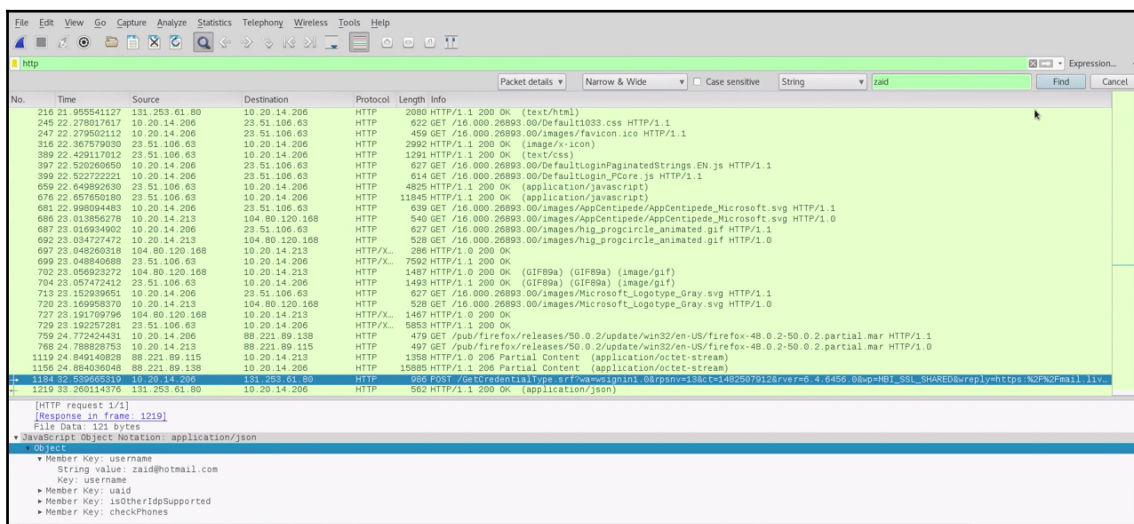 File Edit View Go Capture Analyze Statistics Telephony Wireless Tools Help
http Expression...
Packet details Narrow & Wide Case sensitive String zaid Find Cancel
No. Time Source Destination Protocol Length Info
216 21.955541127 131.253.61.80 10.20.14.206 HTTP 2080 HTTP/1.1 200 OK (text/html)
245 22.278017617 10.20.14.206 23.51.106.63 HTTP 622 GET /16.000.26893.00/Default1033.css HTTP/1.1
247 22.279502112 10.20.14.206 23.51.106.63 HTTP 459 GET /16.000.26893.00/images/favicon.ico HTTP/1.1
316 22.367579030 23.51.106.63 10.20.14.206 HTTP 2992 HTTP/1.1 200 OK (image/x-icon)
389 22.429117012 23.51.106.63 10.20.14.206 HTTP 1291 HTTP/1.1 200 OK (text/css)
397 22.520260650 10.20.14.206 23.51.106.63 HTTP 627 GET /16.000.26893.00/DefaultLoginPaginatedStrings.EN.js HTTP/1.1
399 22.522722221 10.20.14.206 23.51.106.63 HTTP 614 GET /16.000.26893.00/DefaultLogin_PCore.js HTTP/1.1
659 22.649892630 23.51.106.63 10.20.14.206 HTTP 4825 HTTP/1.1 200 OK (application/javascript)
676 22.657650180 23.51.106.63 10.20.14.206 HTTP 11845 HTTP/1.1 200 OK (application/javascript)
681 22.998094483 10.20.14.206 23.51.106.63 HTTP 639 GET /16.000.26893.00/images/AppCentipede/AppCentipede_Microsoft.svg HTTP/1.1
686 23.013856278 10.20.14.213 104.80.120.168 HTTP 540 GET /16.000.26893.00/images/AppCentipede/AppCentipede_Microsoft.svg HTTP/1.0
687 23.016934902 10.20.14.206 23.51.106.63 HTTP 627 GET /16.000.26893.00/images/hig_progcircle_animated.gif HTTP/1.1
692 23.034727472 10.20.14.213 104.80.120.168 HTTP 528 GET /16.000.26893.00/images/hig_progcircle_animated.gif HTTP/1.0
697 23.048260318 104.80.120.168 10.20.14.213 HTTP/X... 286 HTTP/1.0 200 OK
699 23.048840688 23.51.106.63 10.20.14.206 HTTP/X... 7592 HTTP/1.1 200 OK
702 23.056923272 104.80.120.168 10.20.14.213 HTTP 1487 HTTP/1.0 200 OK (GIF89a) (GIF89a) (image/gif)
704 23.057472412 23.51.106.63 10.20.14.206 HTTP 1493 HTTP/1.1 200 OK (GIF89a) (GIF89a) (image/gif)
713 23.152939651 10.20.14.206 23.51.106.63 HTTP 627 GET /16.000.26893.00/images/Microsoft_Logotype_Gray.svg HTTP/1.1
720 23.169958370 10.20.14.213 104.80.120.168 HTTP 528 GET /16.000.26893.00/images/Microsoft_Logotype_Gray.svg HTTP/1.0
727 23.191709796 104.80.120.168 10.20.14.213 HTTP/X... 1467 HTTP/1.0 200 OK
729 23.192257281 23.51.106.63 10.20.14.206 HTTP/X... 5853 HTTP/1.1 200 OK
759 24.772424431 10.20.14.206 88.221.89.138 HTTP 479 GET /pub/firefox/releases/50.0.2/update/win32/en-US/firefox-48.0.2-50.0.2.partial.mar HTTP/1.1
768 24.788828753 10.20.14.213 88.221.89.115 HTTP 529 GET /pub/firefox/releases/50.0.2/update/win32/en-US/firefox-48.0.2-50.0.2.partial.mar HTTP/1.0
1119 24.849140828 88.221.89.115 10.20.14.213 HTTP 1358 HTTP/1.0 206 Partial Content (application/octet-stream)
1156 24.884036048 88.221.89.138 10.20.14.206 HTTP 15885 HTTP/1.0 206 Partial Content (application/octet-stream)
1184 32.539665319 10.20.14.206 131.253.61.80 HTTP 986 POST /GetCredentialType.srf?wa=wsignin1.0&rpsnv=13&ct=1482507912&rver=6.4.6456.0&wp=MBI_SSL_SHARED&wreply=https:%2F%2Fmail.liv...
1219 33.260114376 131.253.61.80 10.20.14.206 HTTP 562 HTTP/1.1 200 OK (application/json)
[HTTP request 1/1]
[Response in frame: 1219]
File Data: 121 bytes
JavaScript Object Notation: application/json
Object
Member Key: username
String value: zaid@hotmail.com
Key: username
Member Key: uaid
Member Key: isOtherIdpSupported
Member Key: checkPhones